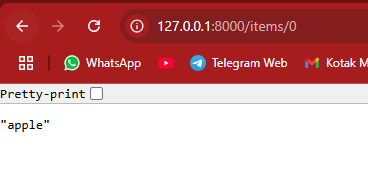 127.0.0.1:8000/items/0
WhatsApp Telegram Web Kotak M
Pretty-print
"apple"